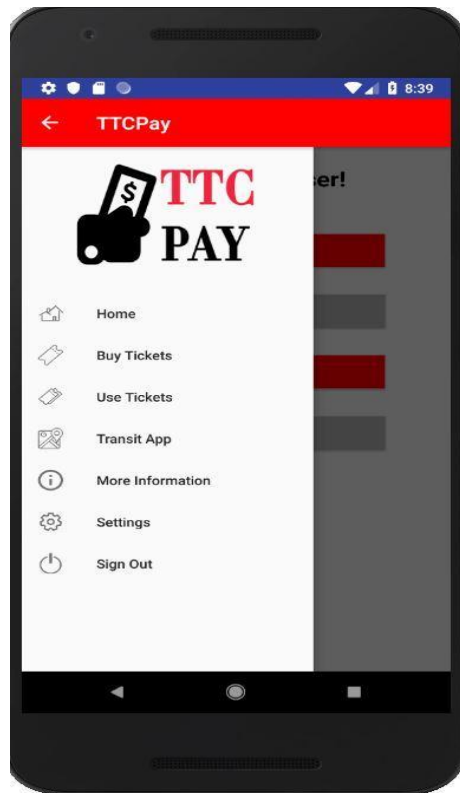 8:39
TTCPay
ser!
$
TTC
PAY
Home
Buy Tickets
Use Tickets
Transit App
More Information
Settings
Sign Out